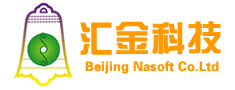 汇金科技
Beijing Nasoft Co.Ltd